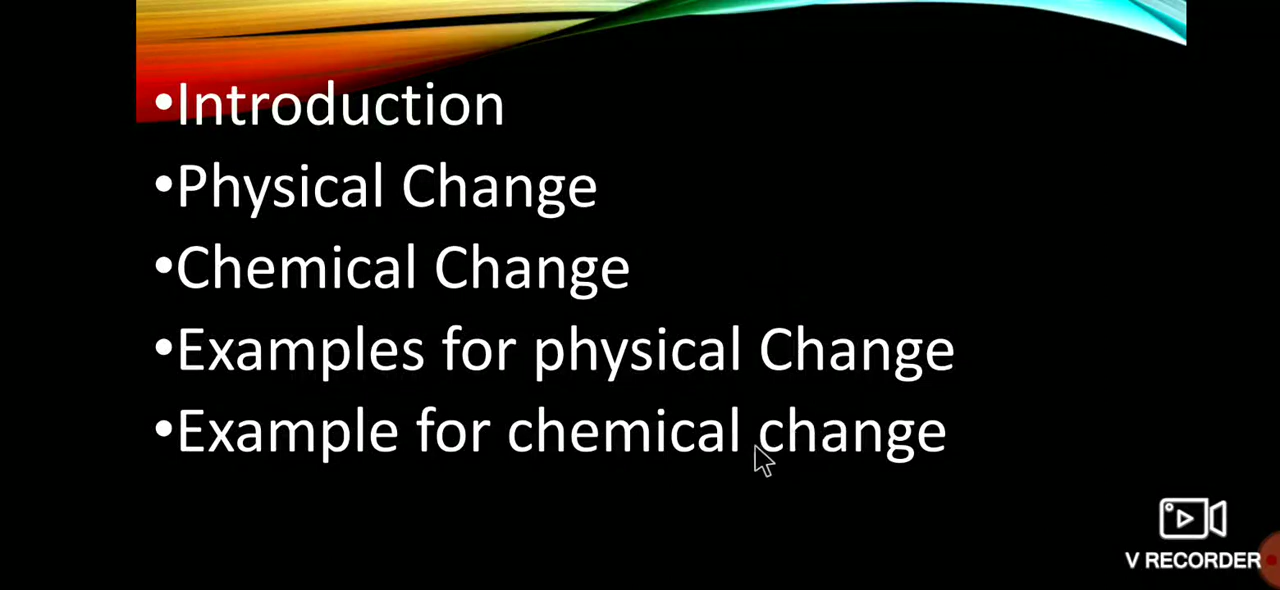 •Introduction
•Physical Change
•Chemical Change
•Examples for physical Change
•Example for chemical change
V RECORDER